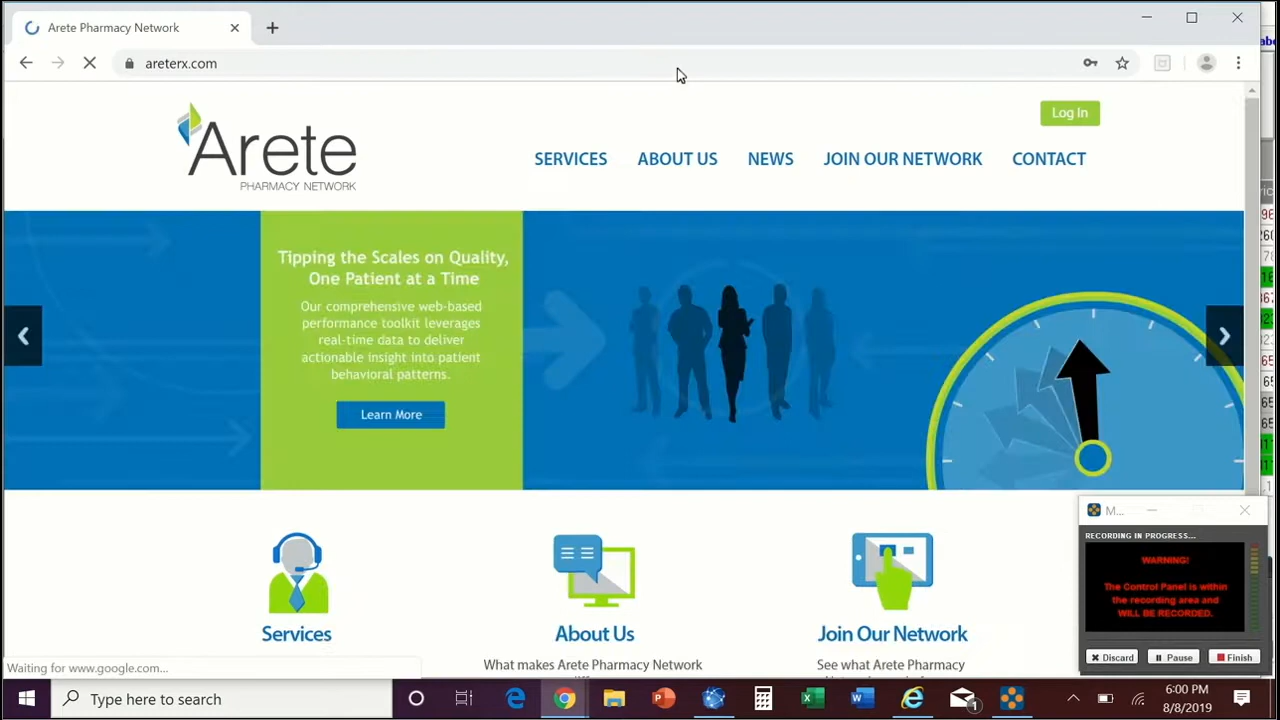 Arete Pharmacy Network
areterx.com
Log In
Arete
PHARMACY NETWORK
SERVICES ABOUT US NEWS JOIN OUR NETWORK CONTACT
Tipping the Scales on Quality,
One Patient at a Time
Our comprehensive web-based
performance toolkit leverages
real-time data to deliver
actionable insight into patient
behavioral patterns.
Learn More
M...
RECORDING IN PROGRESS...
WARNING!
The Control Panel is within
the recording area and
WILL BE RECORDED.
Discard Pause Finish
Services
About Us
Join Our Network
What makes Arete Pharmacy Network
See what Arete Pharmacy
Waiting for www.google.com...
Type here to search
1
6:00 PM
8/8/2019